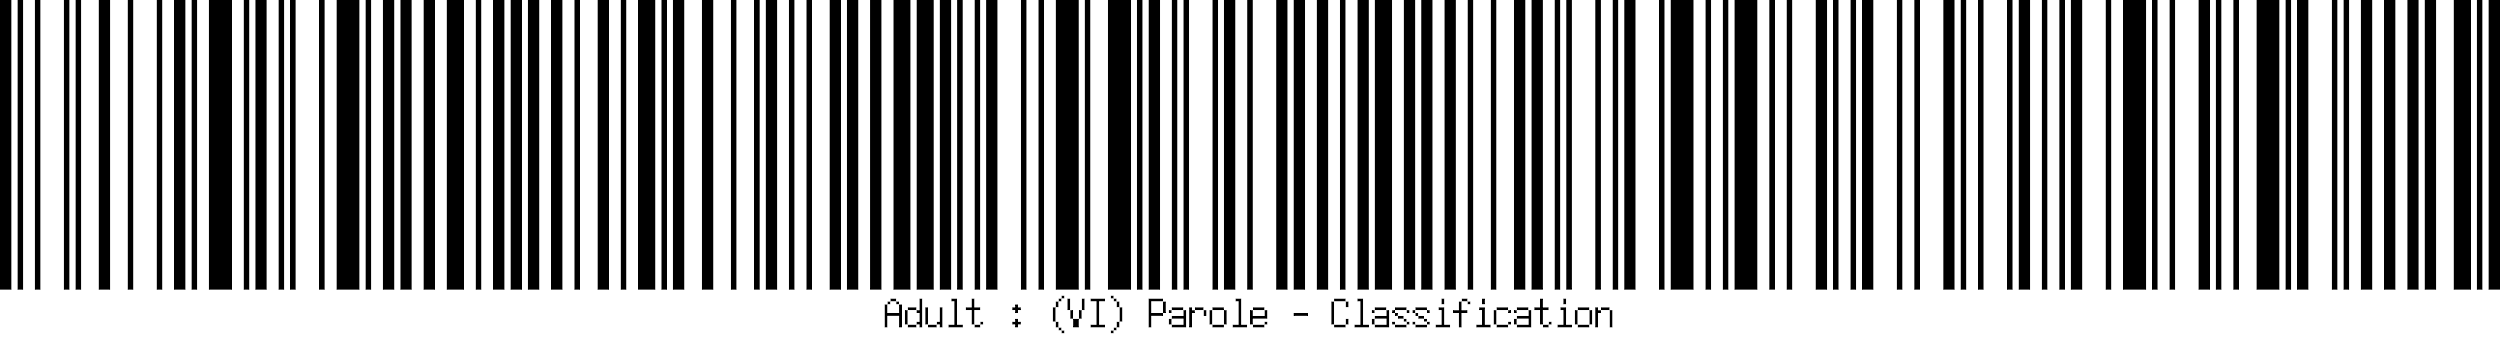 Adult : (VI) Parole - Classification